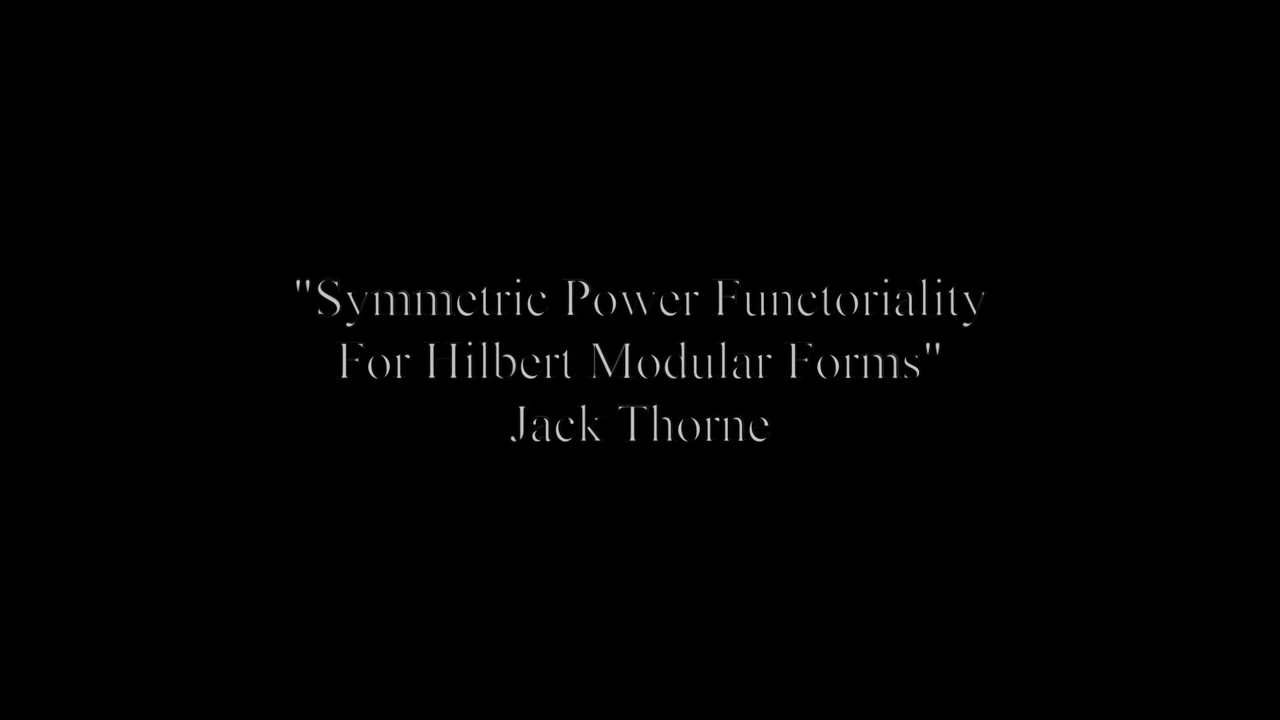 "Symmetric Power Functoriality
For Hilbert Modular Forms"
Jack Thorne